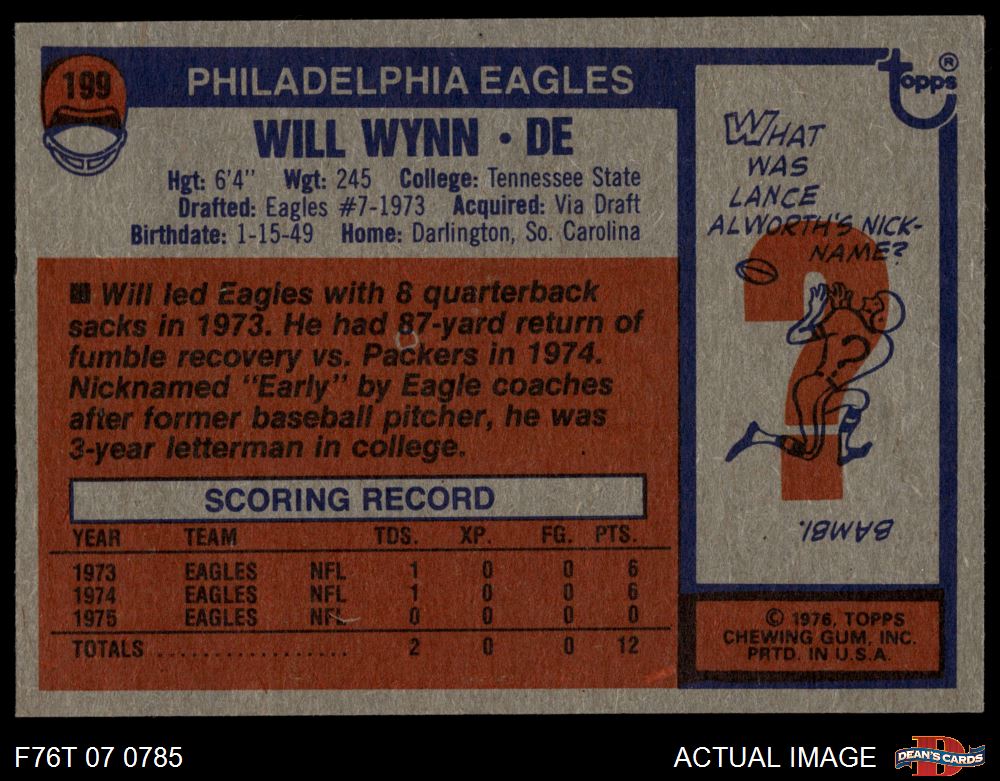 199
PHILADELPHIA EAGLES
WILL WYNN • DE
Hgt: 6'4" Wgt: 245 College: Tennessee State
Drafted: Eagles #7-1973 Acquired: Via Draft
Birthdate: 1-15-49 Home: Darlington, So. Carolina
■ Will led Eagles with 8 quarterback
sacks in 1973. He had 87-yard return of
fumble recovery vs. Packers in 1974.
Nicknamed "Early" by Eagle coaches
after former baseball pitcher, he was
3-year letterman in college.
SCORING RECORD
YEAR TEAM TDS. XP. FG. PTS.
1973 EAGLES NFL 1 0 0 6
1974 EAGLES NFL 1 0 0 6
1975 EAGLES NFL 0 0 0 0
TOTALS .................. 2 0 0 12
Topps ®
WHAT
WAS
LANCE
ALWORTH'S NICK-
NAME?
?
BAMBI.
© 1976, TOPPS
CHEWING GUM, INC.
PRTD. IN U.S.A.
F76T 07 0785
ACTUAL IMAGE
D
DEAN'S CARDS